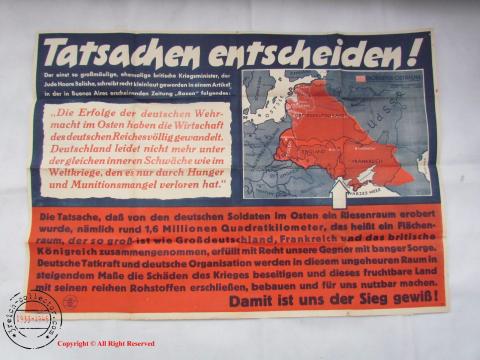 Tatsachen entscheiden!
Der einst so großmäulige, ehemalige britische Kriegsminister, der
Jude Hoore Belisha, schreibt recht kleinlaut geworden in einem Artikel
in der in Buenos Aires erscheinenden Zeitung „Razon" folgendes:
„Die Erfolge der deutschen Wehr-
macht im Osten haben die Wirtschaft
des deutschen Reiches völlig gewandelt.
Deutschland leidet nicht mehr unter
der gleichen inneren Schwäche wie im
Weltkriege, den es nur durch Hunger
und Munitionsmangel verloren hat."
UdSSR
ENGLAND
FRANKREICH
Die Tatsache, daß von den deutschen Soldaten im Osten ein Riesenraum erobert
wurde, nämlich rund 1,6 Millionen Quadratkilometer, das heißt ein Flächen-
raum, der so groß ist wie Großdeutschland, Frankreich und das britische
Königreich zusammengenommen, erfüllt mit Recht unsere Gegner mit banger Sorge.
Deutsche Tatkraft und deutsche Organisation werden in diesem ungeheuren Raum in
steigendem Maße die Schäden des Krieges beseitigen und dieses fruchtbare Land
mit seinen reichen Rohstoffen erschließen, bebauen und für uns nutzbar machen.
Damit ist uns der Sieg gewiß!
1933-1945
Copyright © All Right Reserved